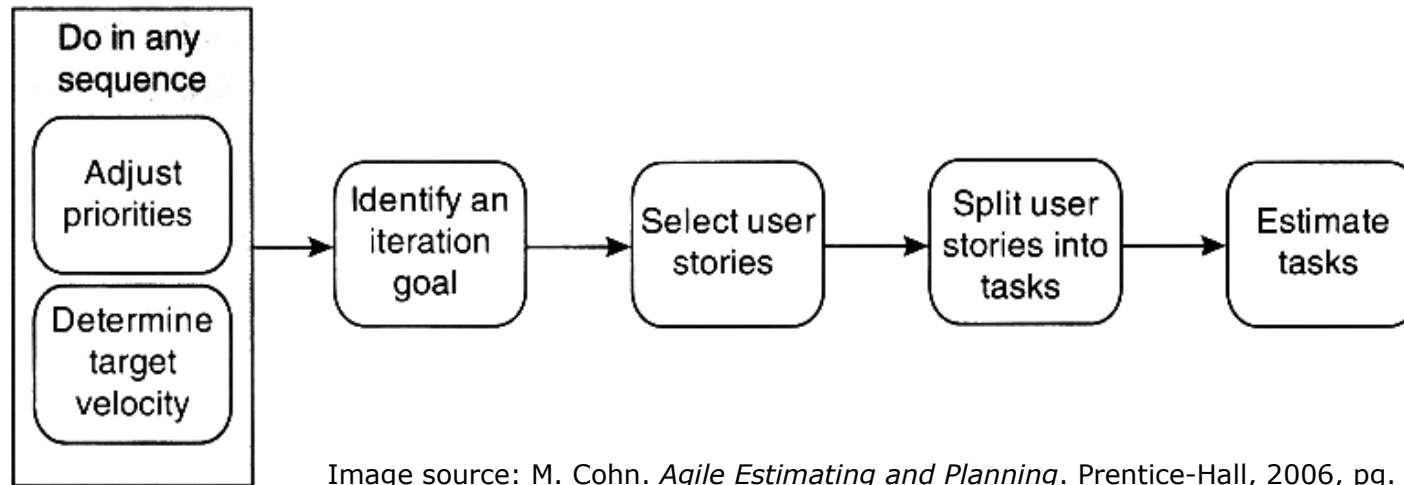 Do in any
sequence
Adjust
priorities
Determine
target
velocity
Identify an
iteration
goal
Select user
stories
Split user
stories into
tasks
Estimate
tasks
Image source: M. Cohn. Agile Estimating and Planning. Prentice-Hall, 2006, pg.